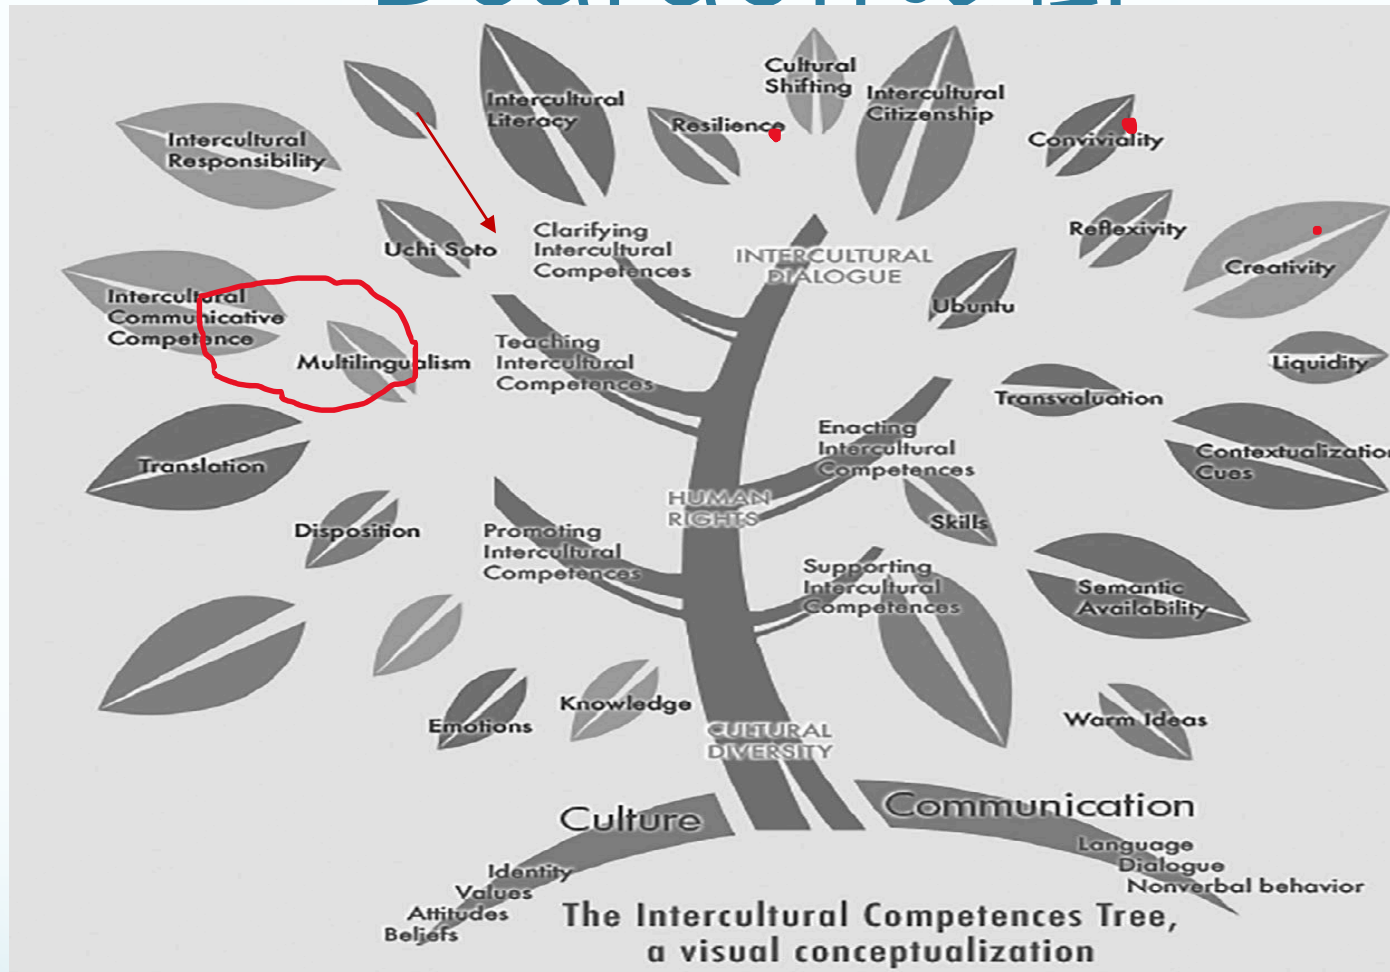 Cultural
Shifting
Intercultural
Literacy
Resilience
Intercultural
Citizenship
Conviviality
Intercultural
Responsibility
Uchi Soto
Clarifying
Intercultural
Competences
INTERCULTURAL
DIALOGUE
Reflexivity
Creativity
Intercultural
Communicative
Competence
Multilingualism
Teaching
Intercultural
Competences
Ubuntu
Liquidity
Transvaluation
Translation
Enacting
Intercultural
Competences
Contextualization
Cues
HUMAN
RIGHTS
Disposition
Promoting
Intercultural
Competences
Skills
Supporting
Intercultural
Competences
Semantic
Availability
Emotions
Knowledge
CULTURAL
DIVERSITY
Warm Ideas
Culture
Communication
Identity
Values
Attitudes
Beliefs
Language
Dialogue
Nonverbal behavior
The Intercultural Competences Tree,
a visual conceptualization